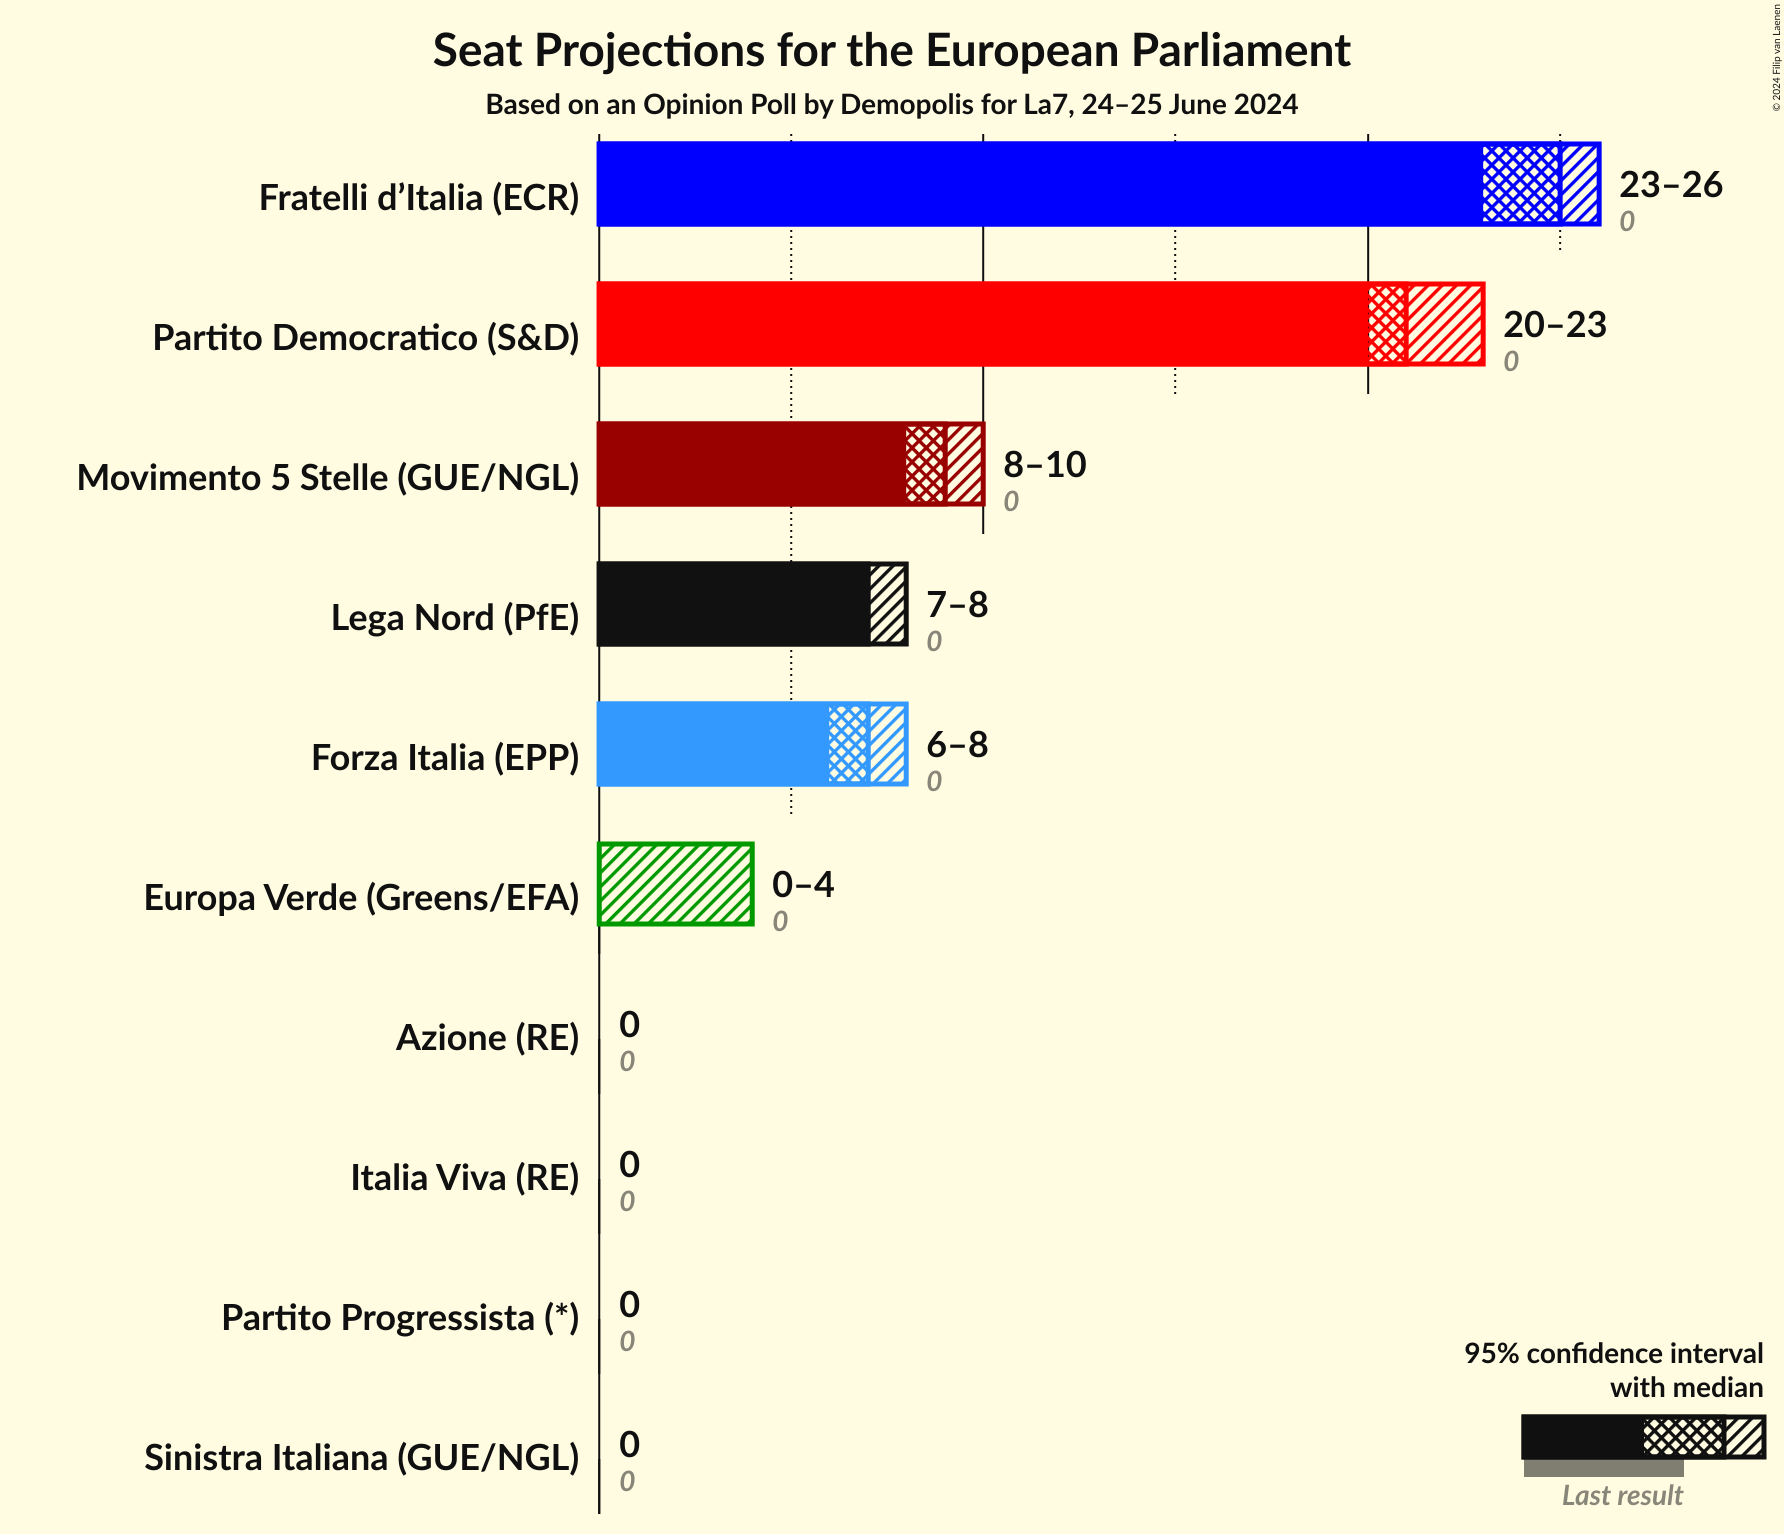 Seat Projections for the European Parliament
Based on an Opinion Poll by Demopolis for La7, 24–25 June 2024
© 2024 Filip van Laenen
Fratelli d’Italia (ECR)
23–26
0
Partito Democratico (S&D)
20–23
0
Movimento 5 Stelle (GUE/NGL)
8–10
0
Lega Nord (PfE)
7–8
0
Forza Italia (EPP)
6–8
0
Europa Verde (Greens/EFA)
0–4
0
Azione (RE)
0
0
Italia Viva (RE)
0
0
Partito Progressista (*)
0
0
Sinistra Italiana (GUE/NGL)
0
0
95% confidence interval
with median
Last result